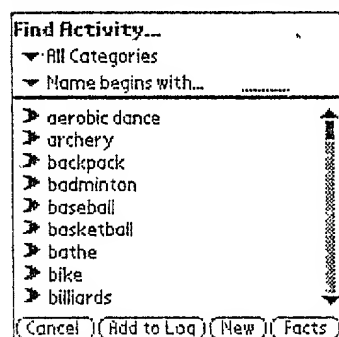 Find Activity...
All Categories
Name begins with...
aerobic dance
archery
backpack
badminton
baseball
basketball
bathe
bike
billiards
Cancel Add to Log New Facts